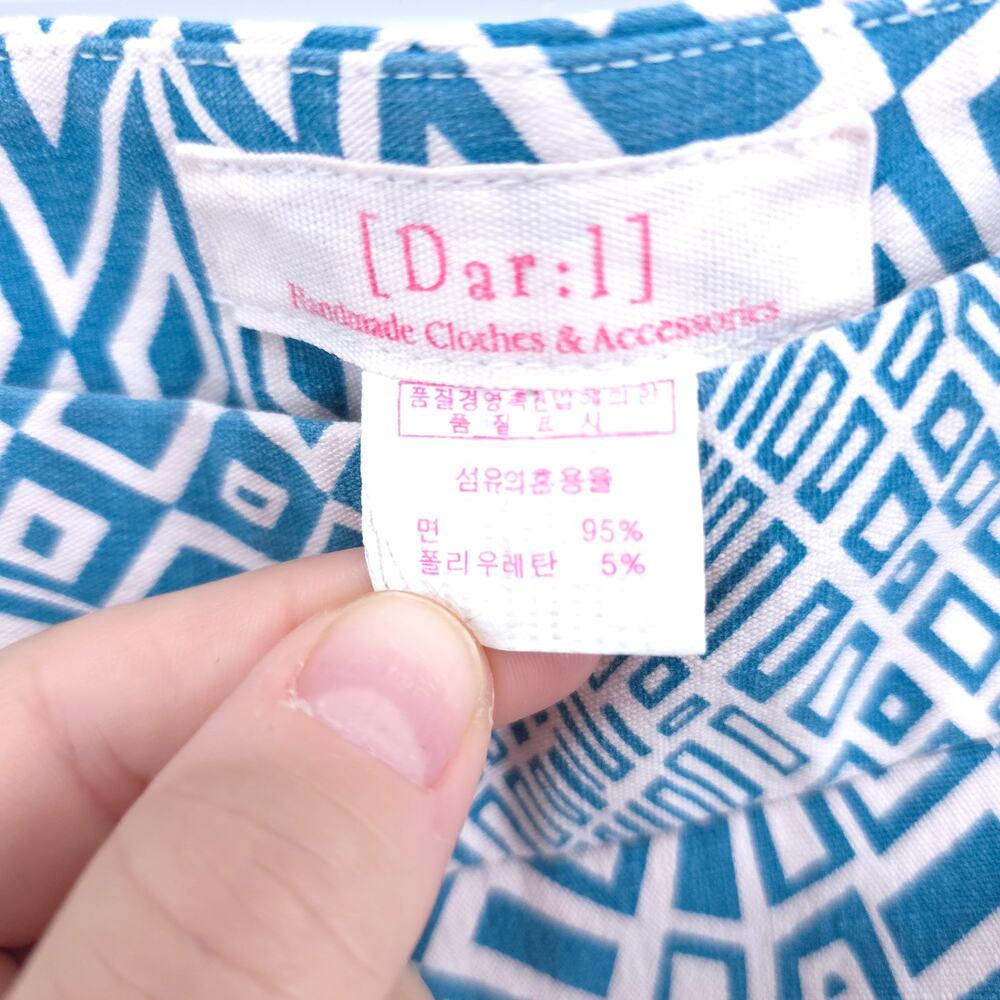 [Dar:l]
Handmade Clothes & Accessories
품질경영촉진법에의한
품 질 표 시
섬유의혼용율
면 95%
폴리우레탄 5%